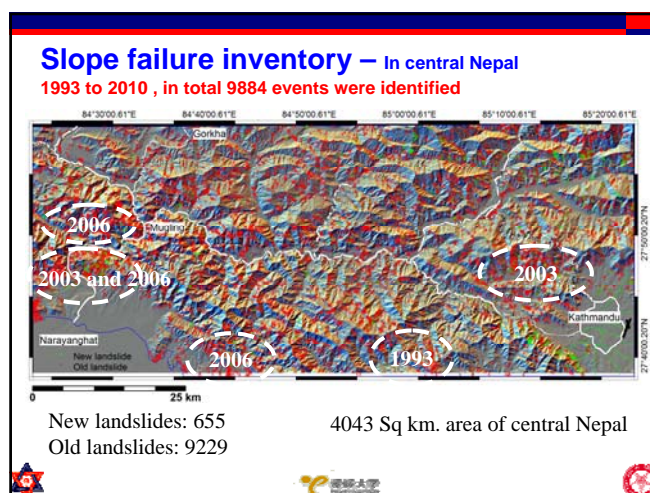 Slope failure inventory – In central Nepal
1993 to 2010 , in total 9884 events were identified
84°30'00.61"E 84°40'00.61"E 84°50'00.61"E 85°00'00.61"E 85°10'00.61"E 85°20'00.61"E
Gorkha
27°50'00.20"N
2006
Mugling
2003 and 2006
2003
Kathmandu
Narayanghat
27°40'00.20"N
2006
1993
New landslide
Old landslide
0 25 km
New landslides: 655
4043 Sq km. area of central Nepal
Old landslides: 9229